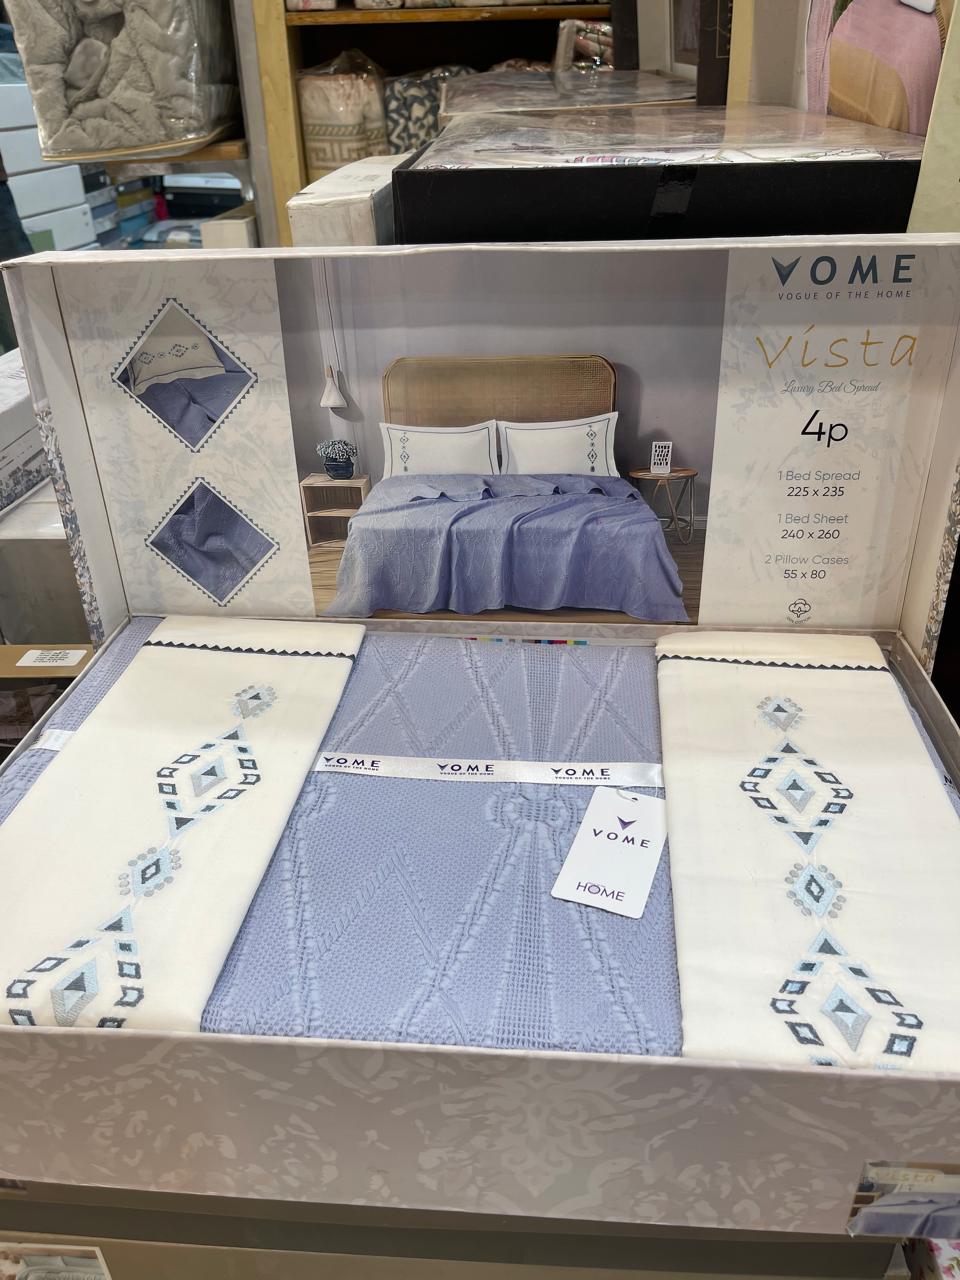 VOME
VOGUE OF THE HOME
Vista
Luxury Bed Spread
4p
1 Bed Spread
225 x 235
1 Bed Sheet
240 x 260
2 Pillow Cases
55 x 80
VOME
VOGUE OF THE HOME
VOME
VOGUE OF THE HOME
VOME
VOGUE OF THE HOME
VOME
HOME
Vista